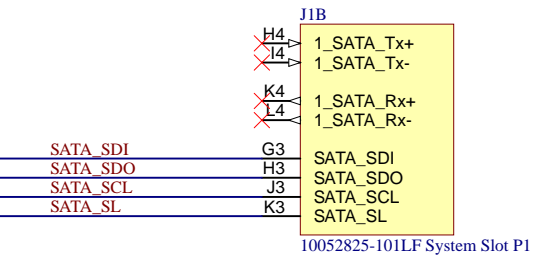 J1B
H4 1_SATA_Tx+
I4 1_SATA_Tx-
K4 1_SATA_Rx+
L4 1_SATA_Rx-
SATA_SDI G3 SATA_SDI
SATA_SDO H3 SATA_SDO
SATA_SCL J3 SATA_SCL
SATA_SL K3 SATA_SL
10052825-101LF System Slot P1